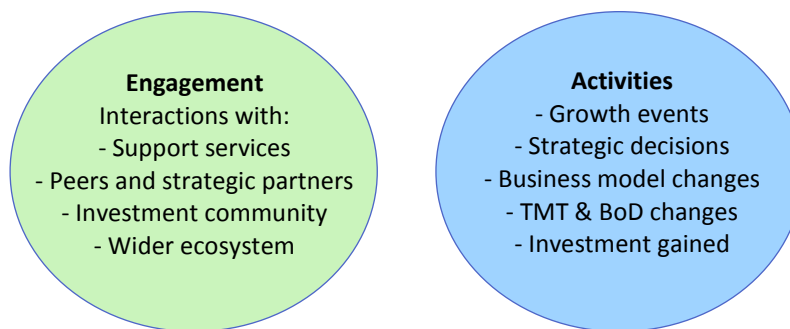 Engagement
Interactions with:
- Support services
- Peers and strategic partners
- Investment community
- Wider ecosystem
Activities
- Growth events
- Strategic decisions
- Business model changes
- TMT & BoD changes
- Investment gained